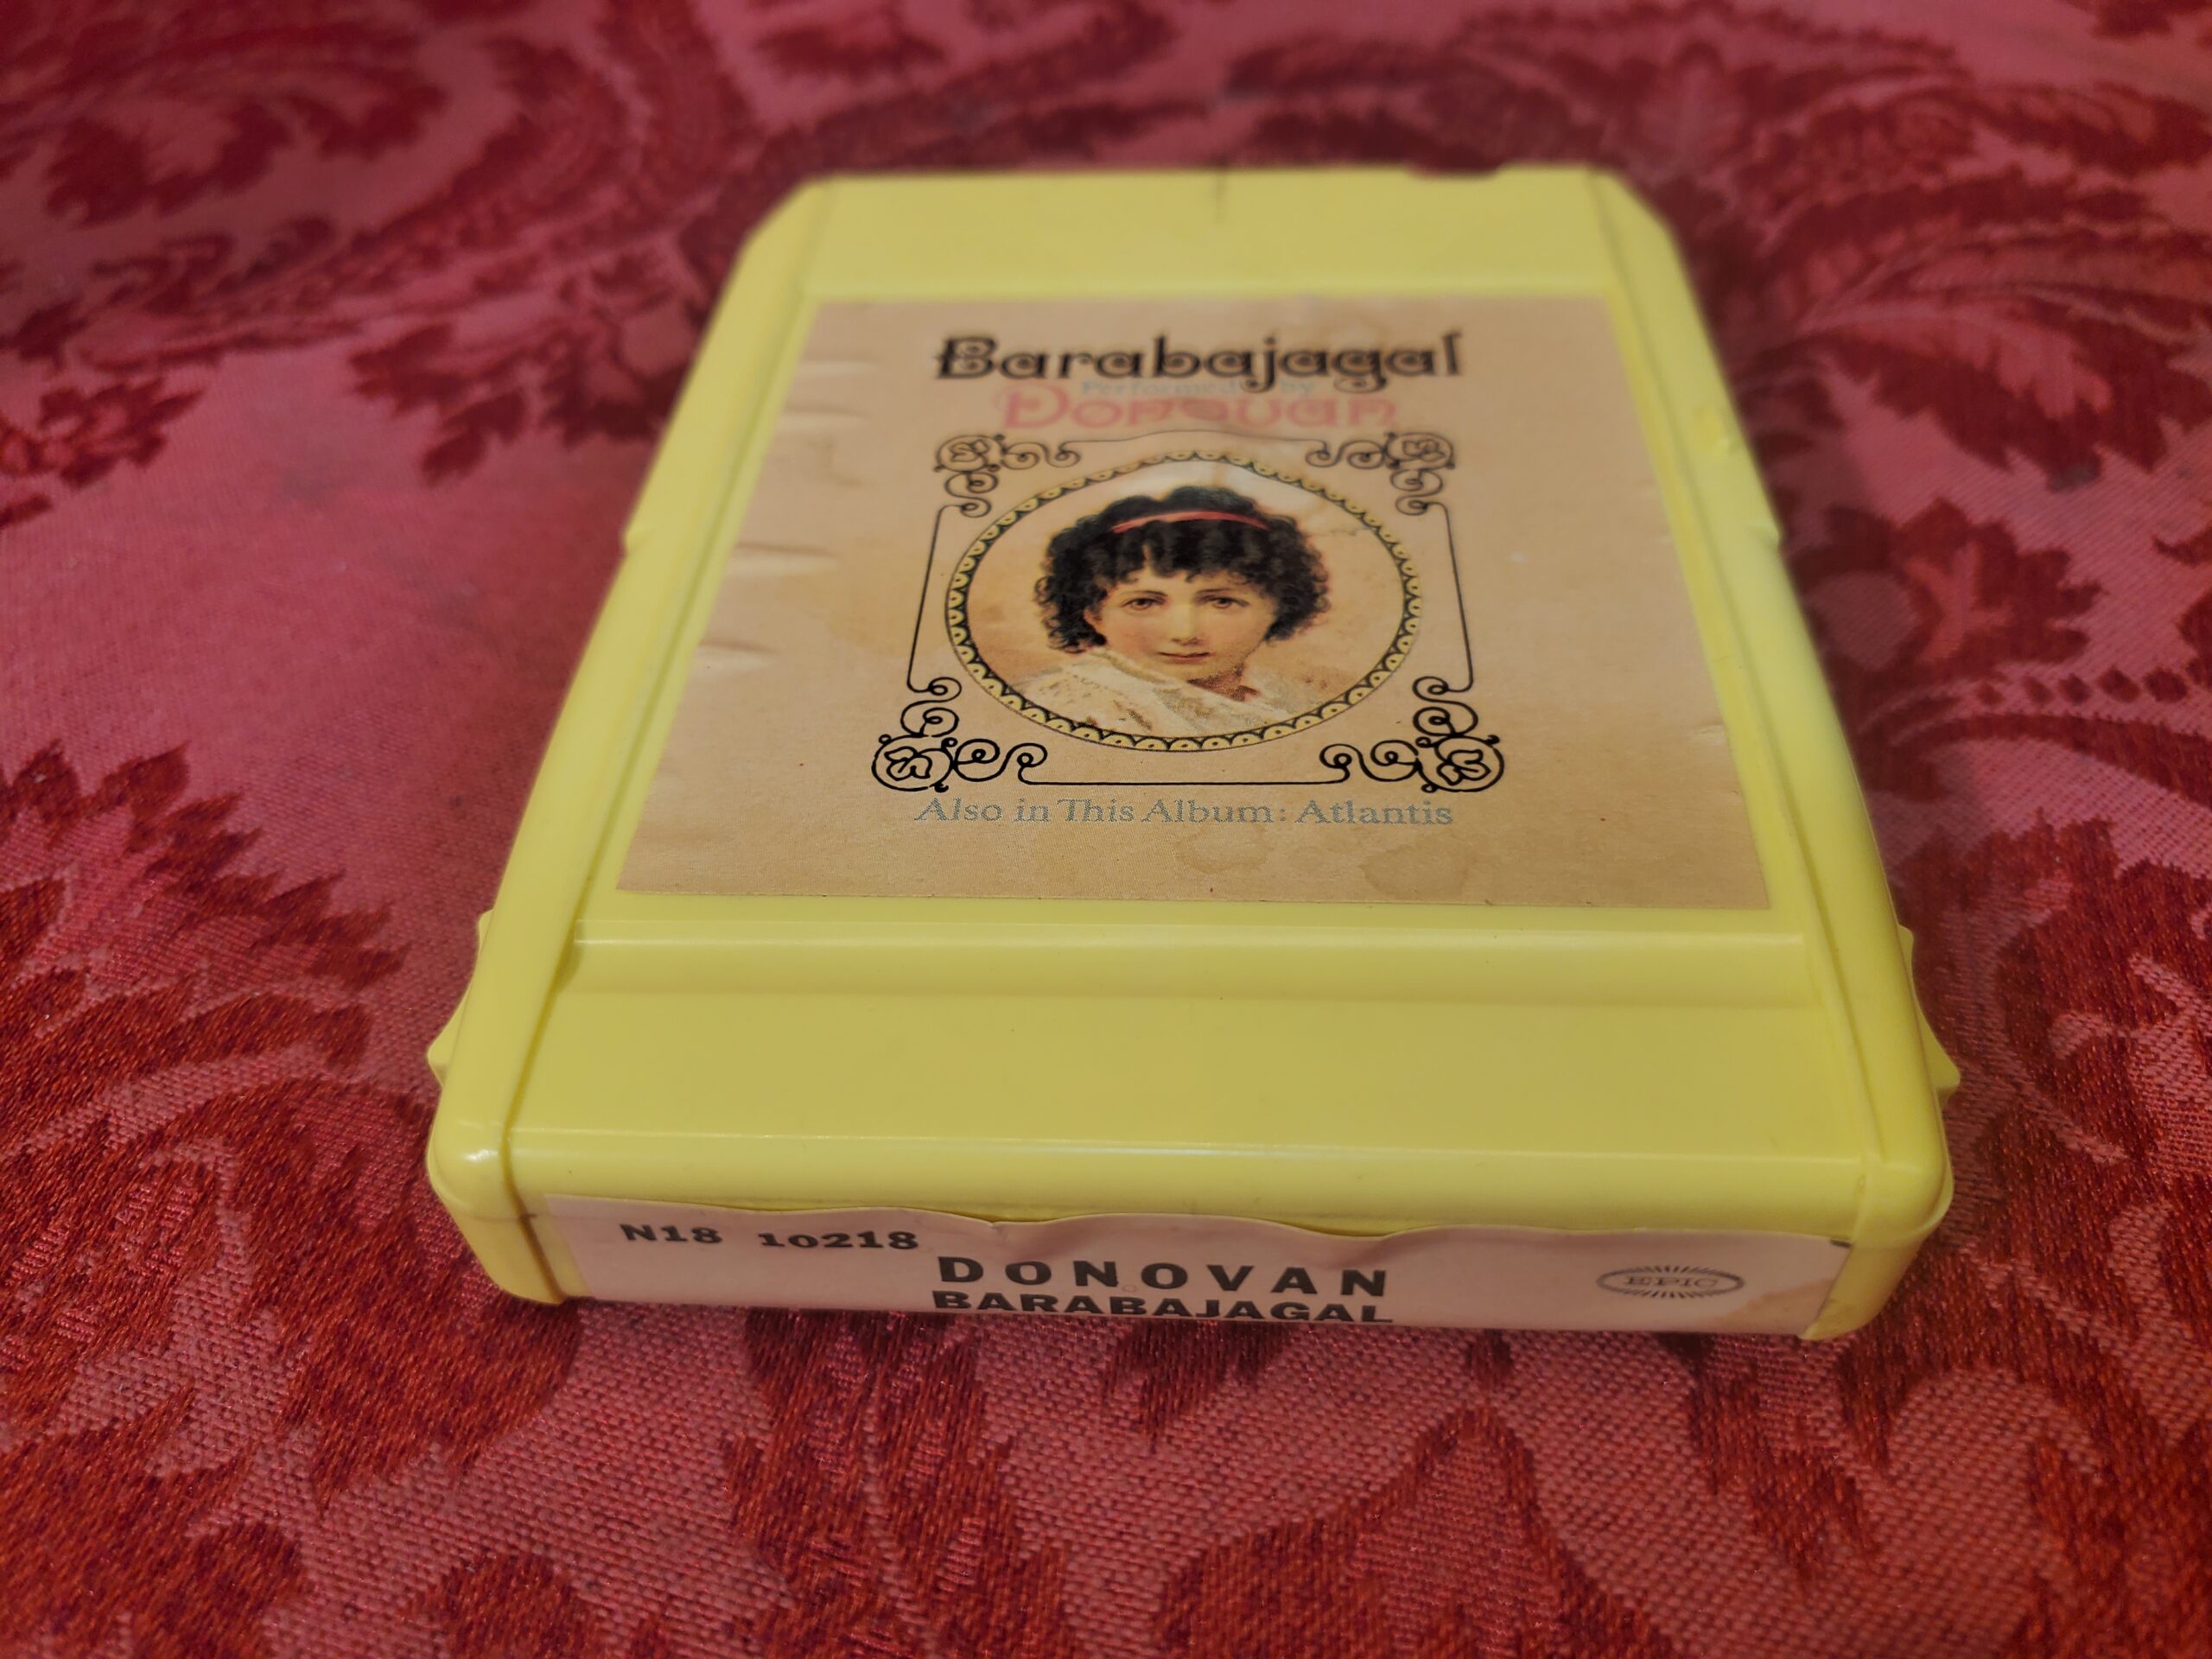 Barabajagal
Performed by
Donovan
Also in This Album: Atlantis
N18 10218
DONOVAN
BARABAJAGAL
EPIC